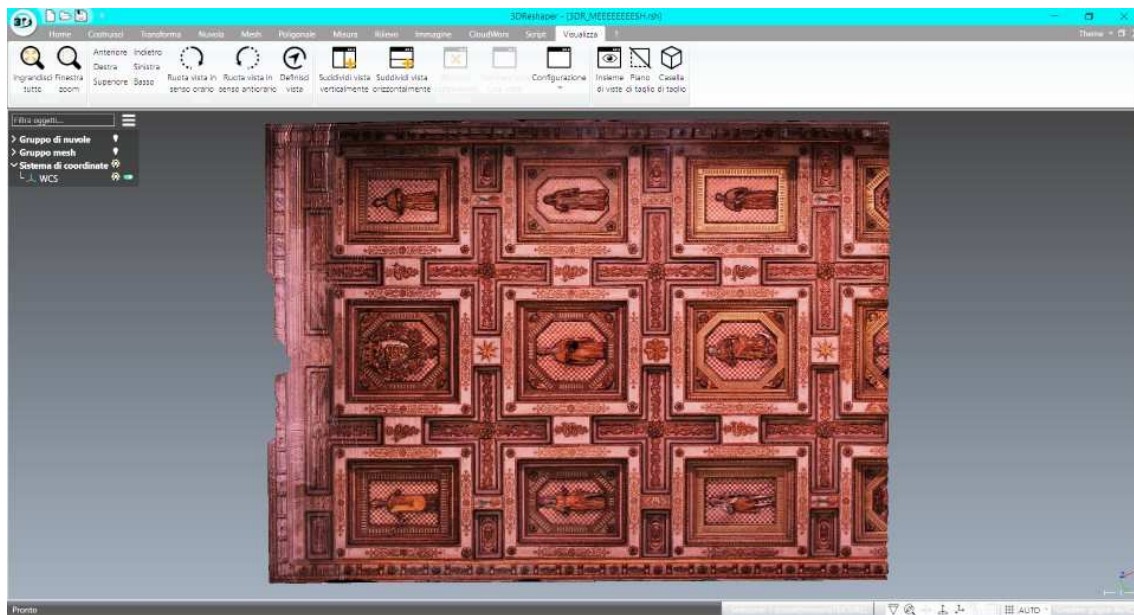 3DReshaper - [3DR_MEEEEEEESH.rsh]
3D
Home Costruisci Transforma Nuvola Mesh Poligonale Misura Rilievo Immagine CloudWorx Script Visualizza Theme
Ingrandisci tutto
Finestra zoom
Anteriore Indietro
Destra Sinistra
Superiore Basso
Ruota vista in senso orario
Ruota vista in senso antiorario
Definisci vista
Suddividi vista verticalmente
Suddividi vista orizzontalmente
Configurazione
Insieme di viste
Piano di taglio
Casella di taglio
Filtra oggetti...
Gruppo di nuvole
Gruppo mesh
Sistema di coordinate
WCS
Pronto
AUTO